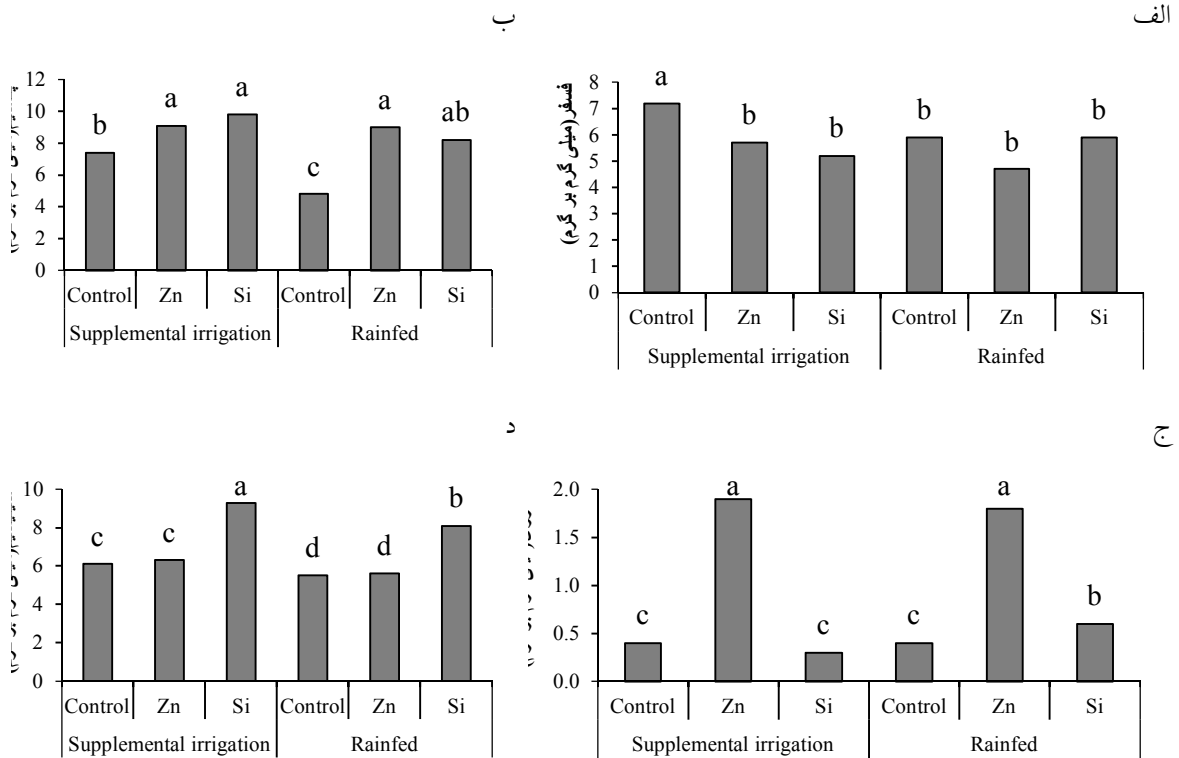 الف
فسفر(میلی گرم بر گرم)
8
7
6
5
4
3
2
1
0
a
b
b
b
b
b
Control
Zn
Si
Control
Zn
Si
Supplemental irrigation
Rainfed
ب
12
10
8
6
4
2
0
b
a
a
c
a
ab
Control
Zn
Si
Control
Zn
Si
Supplemental irrigation
Rainfed
ج
2.0
1.5
1.0
0.5
0.0
c
a
c
c
a
b
Control
Zn
Si
Control
Zn
Si
Supplemental irrigation
Rainfed
د
10
8
6
4
2
0
c
c
a
d
d
b
Control
Zn
Si
Control
Zn
Si
Supplemental irrigation
Rainfed